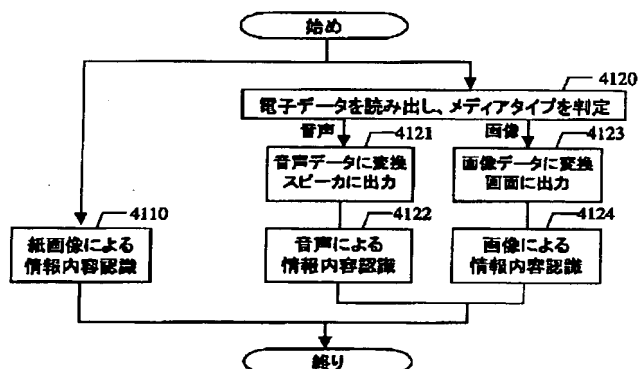 始め
4120
電子データを読み出し、メディアタイプを判定
音声
4121
画像
4123
音声データに変換
スピーカに出力
画像データに変換
画面に出力
4110
4122
4124
紙画像による
情報内容認識
音声による
情報内容認識
画像による
情報内容認識
終り